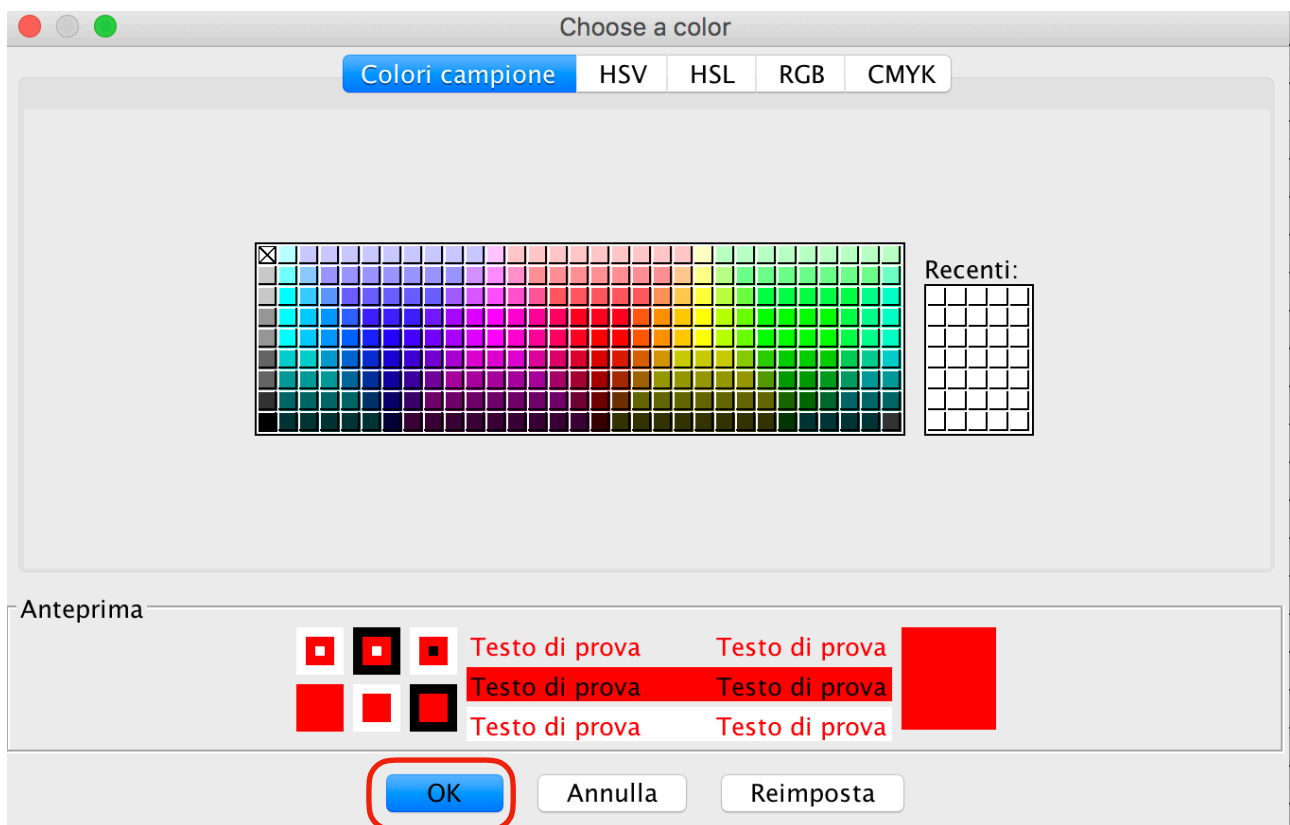 Choose a color
Colori campione HSV HSL RGB CMYK
Recenti:
Anteprima
Testo di prova Testo di prova
Testo di prova Testo di prova
Testo di prova Testo di prova
OK Annulla Reimposta